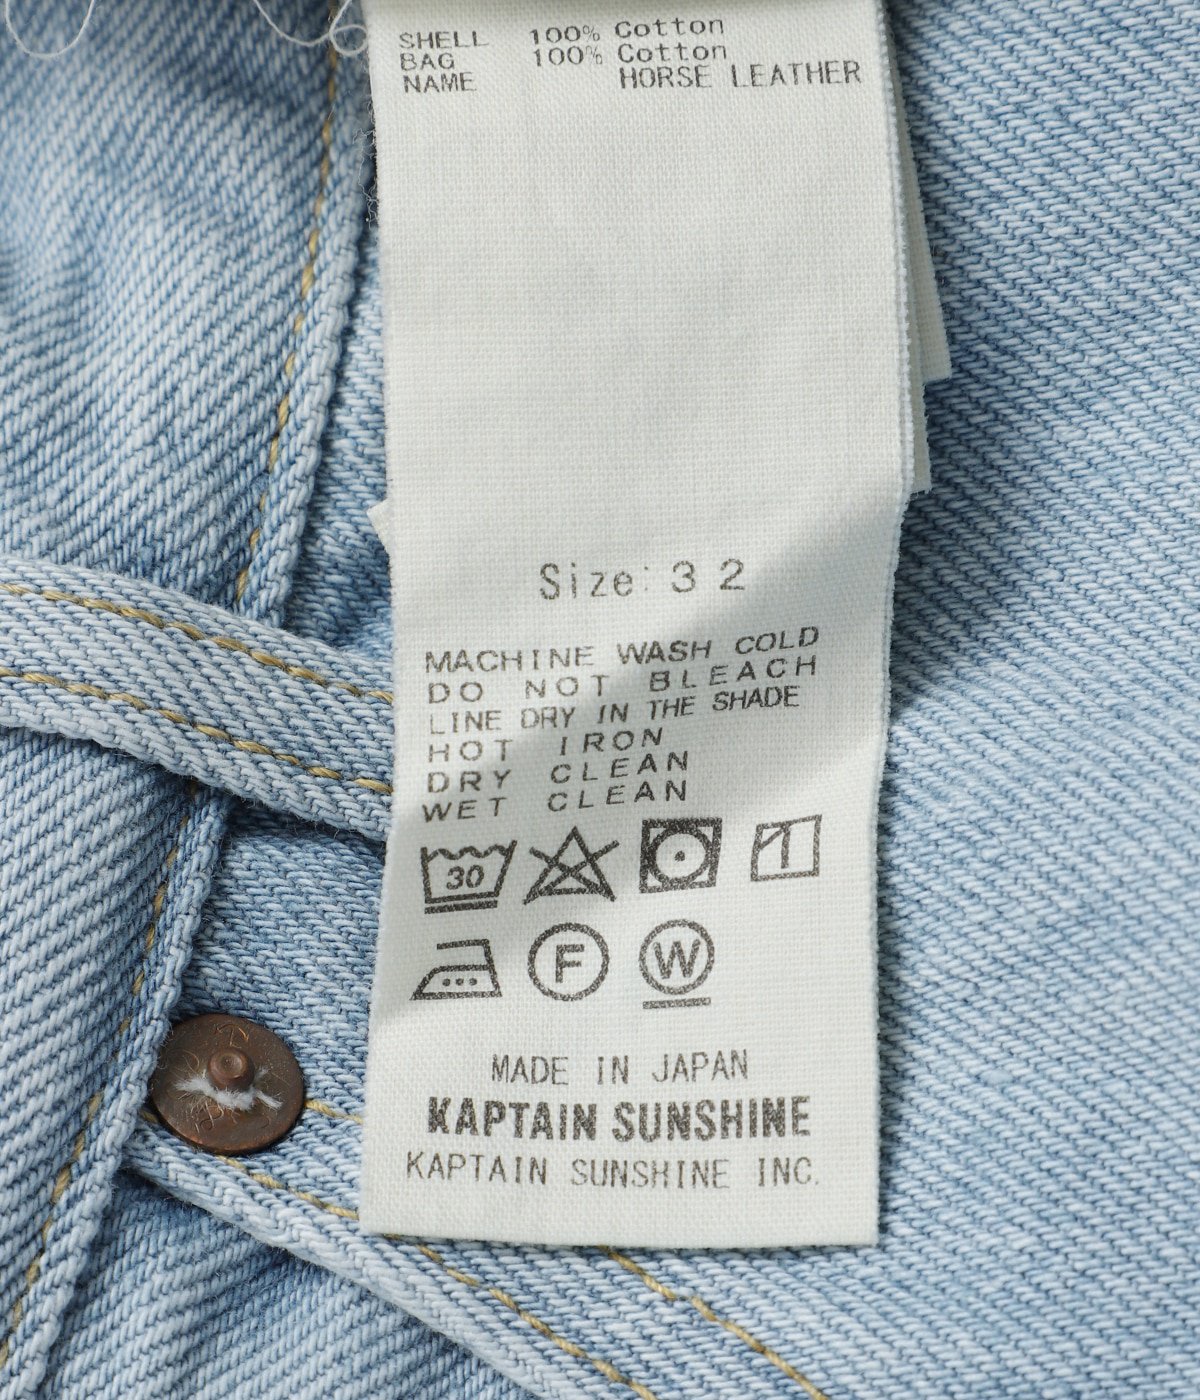 SHELL 100% Cotton
BAG 100% Cotton
NAME HORSE LEATHER
Size: 32
MACHINE WASH COLD
DO NOT BLEACH
LINE DRY IN THE SHADE
HOT IRON
DRY CLEAN
WET CLEAN
30
F W
MADE IN JAPAN
KAPTAIN SUNSHINE
KAPTAIN SUNSHINE INC.